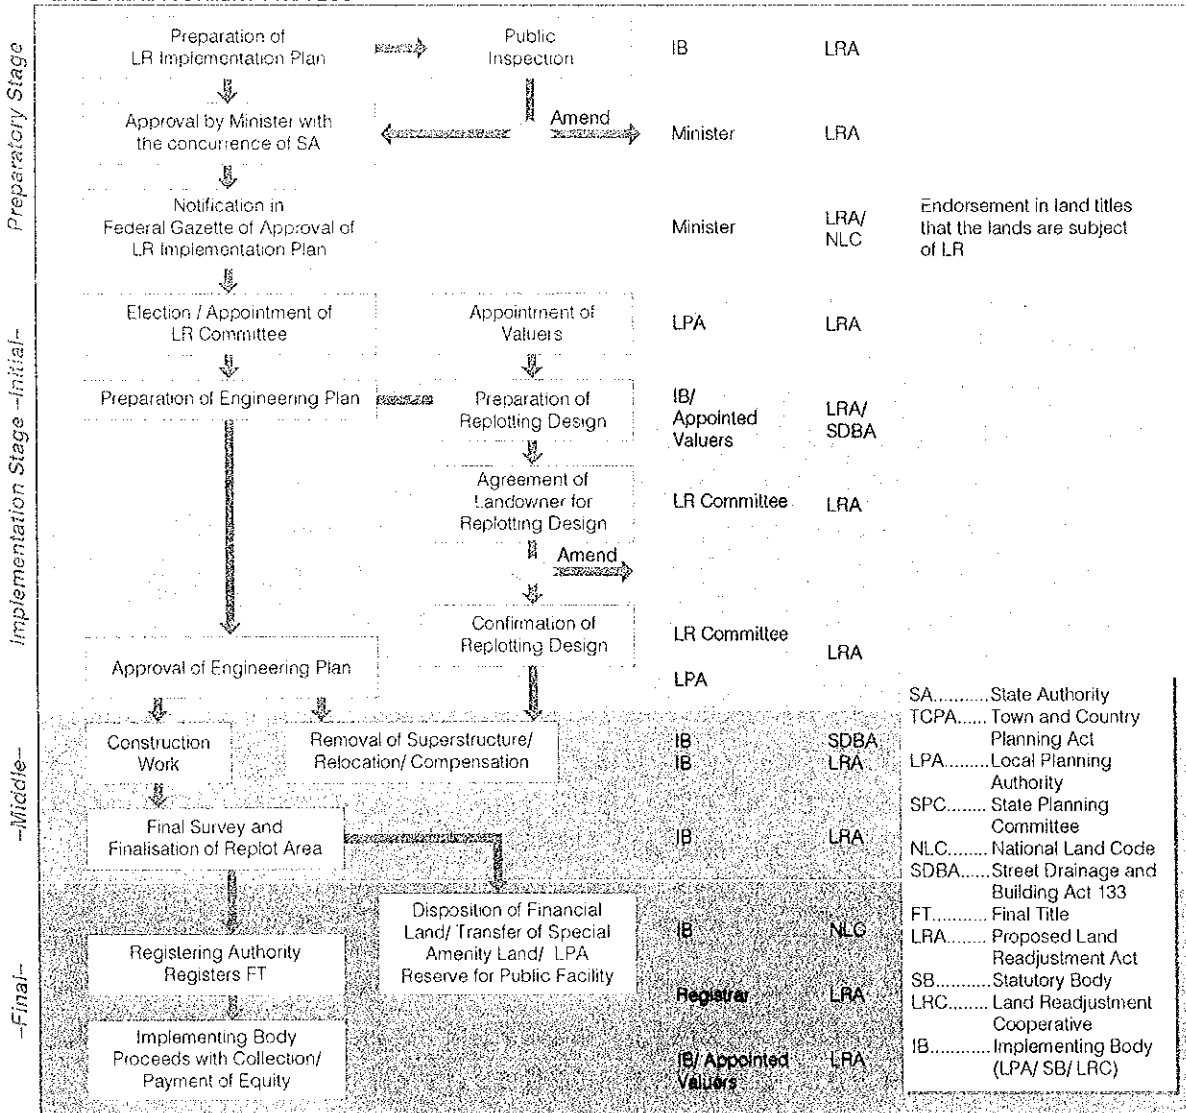 Preparatory Stage
Preparation of
LR Implementation Plan
Public
Inspection
IB
LRA
Approval by Minister with
the concurrence of SA
Amend
Minister
LRA
Notification in
Federal Gazette of Approval of
LR Implementation Plan
Minister
LRA/
NLC
Endorsement in land titles
that the lands are subject
of LR
Implementation Stage --Initial--
Election / Appointment of
LR Committee
Appointment of
Valuers
LPA
LRA
Preparation of Engineering Plan
Preparation of
Replotting Design
IB/
Appointed
Valuers
LRA/
SDBA
Agreement of
Landowner for
Replotting Design
LR Committee
LRA
Amend
Confirmation of
Replotting Design
LR Committee
LPA
LRA
Approval of Engineering Plan
--Middle--
Construction
Work
Removal of Superstructure/
Relocation/ Compensation
IB
IB
SDBA
LRA
Final Survey and
Finalisation of Replot Area
IB
LRA
--Final--
Disposition of Financial
Land/ Transfer of Special
Amenity Land/ LPA
Reserve for Public Facility
IB
NLC
Registering Authority
Registers FT
Registrar
LRA
Implementing Body
Proceeds with Collection/
Payment of Equity
IB/ Appointed
Valuers
LRA
SA...........State Authority
TCPA.....Town and Country
Planning Act
LPA........Local Planning
Authority
SPC.......State Planning
Committee
NLC........National Land Code
SDBA.....Street Drainage and
Building Act 133
FT..........Final Title
LRA.......Proposed Land
Readjustment Act
SB..........Statutory Body
LRC.......Land Readjustment
Cooperative
IB...........Implementing Body
(LPA/ SB/ LRC)